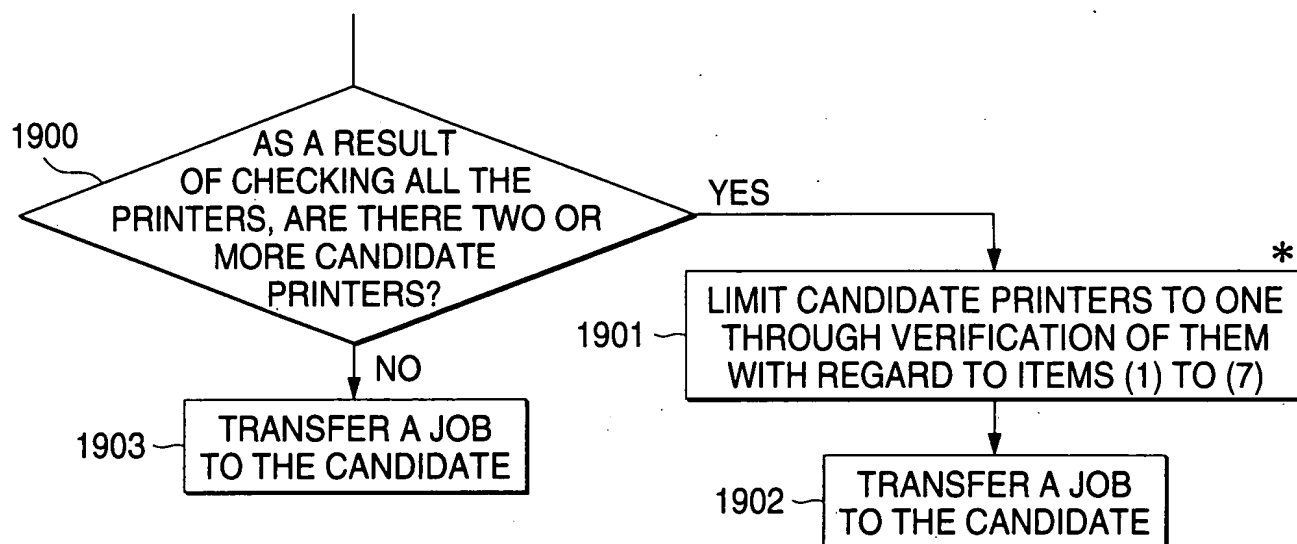 1900
AS A RESULT
OF CHECKING ALL THE
PRINTERS, ARE THERE TWO OR
MORE CANDIDATE
PRINTERS?
YES
NO
1903
TRANSFER A JOB
TO THE CANDIDATE
*
1901
LIMIT CANDIDATE PRINTERS TO ONE
THROUGH VERIFICATION OF THEM
WITH REGARD TO ITEMS (1) TO (7)
1902
TRANSFER A JOB
TO THE CANDIDATE